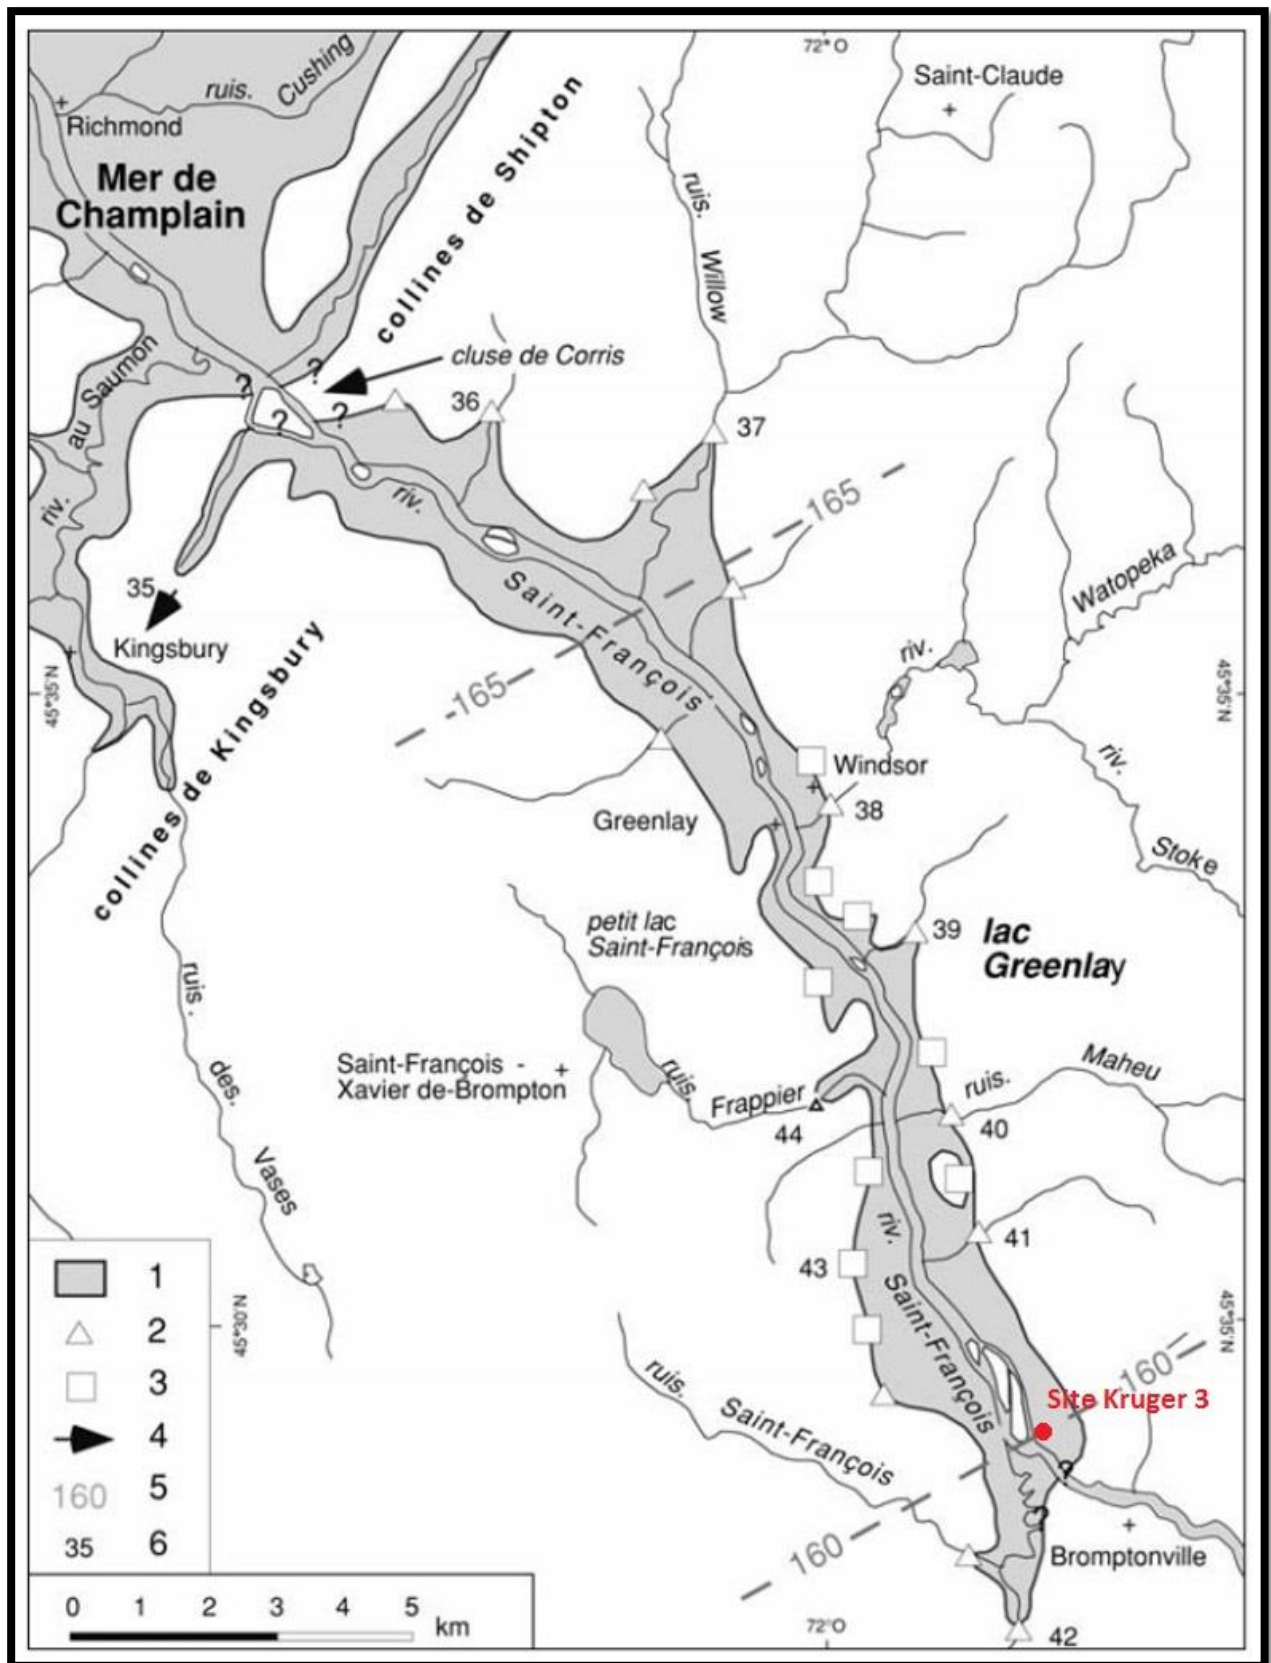 72° O
Saint-Claude
ruis. Cushing
Richmond
Mer de
Champlain
collines de Shipton
ruis. Willow
cluse de Corris
?
?
?
?
36
37
riv. au Saumon
165
riv. Saint-François
35
Kingsbury
Watopeka
riv.
45°35'N
45°35'N
-165
collines de Kingsbury
Windsor
riv. Stoke
38
Greenlay
petit lac
Saint-François
39
lac
Greenlay
Saint-François -
Xavier de-Brompton
ruis. Frappier
ruis. Maheu
44
40
ruis. des. Vases
41
43
riv. Saint-François
1
2
3
4
160 5
35 6
45°30'N
45°35'N
160
Site Kruger 3
ruis. Saint-François
?
?
160
Bromptonville
0 1 2 3 4 5 km
72°O
42